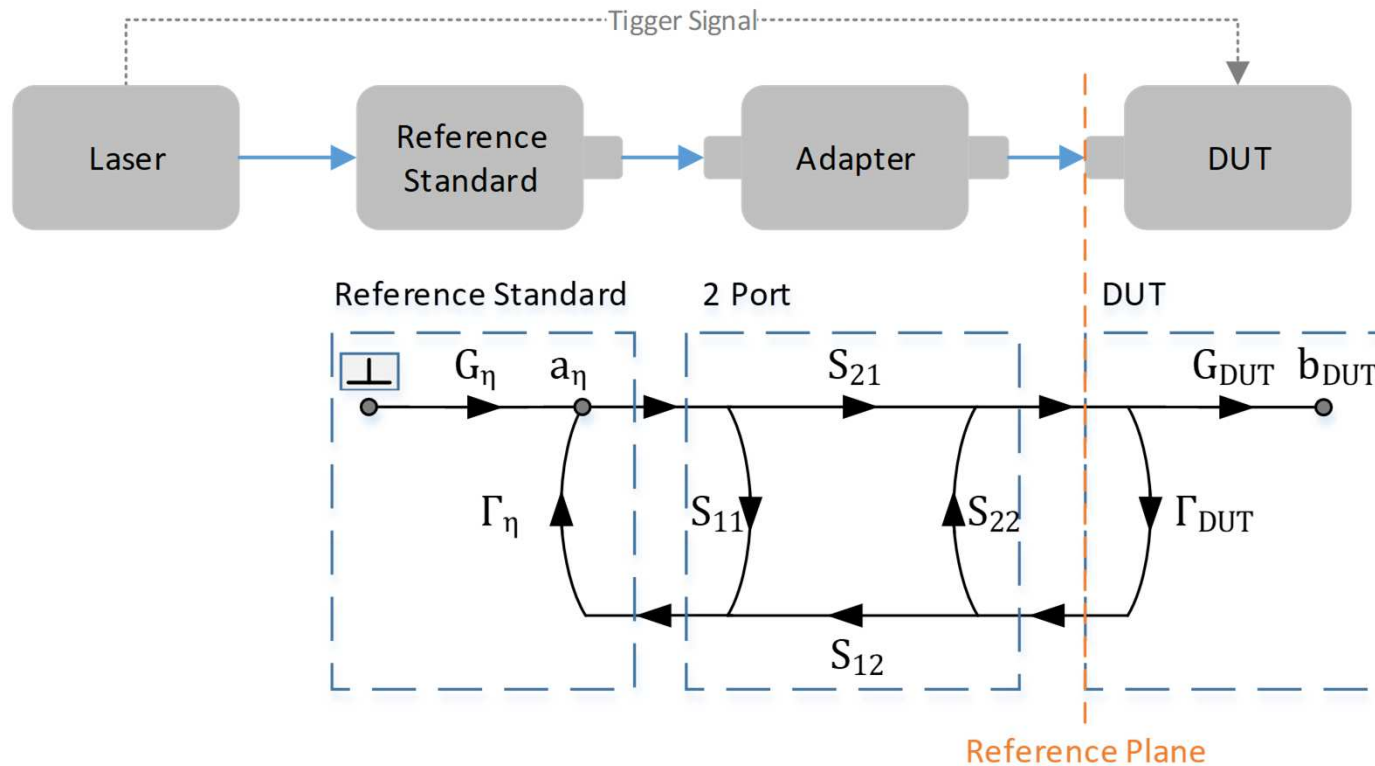 Tigger Signal
Laser
Reference
Standard
Adapter
DUT
Reference Standard
2 Port
DUT
Gη
aη
S21
GDUT
bDUT
Γη
S11
S22
ΓDUT
S12
Reference Plane